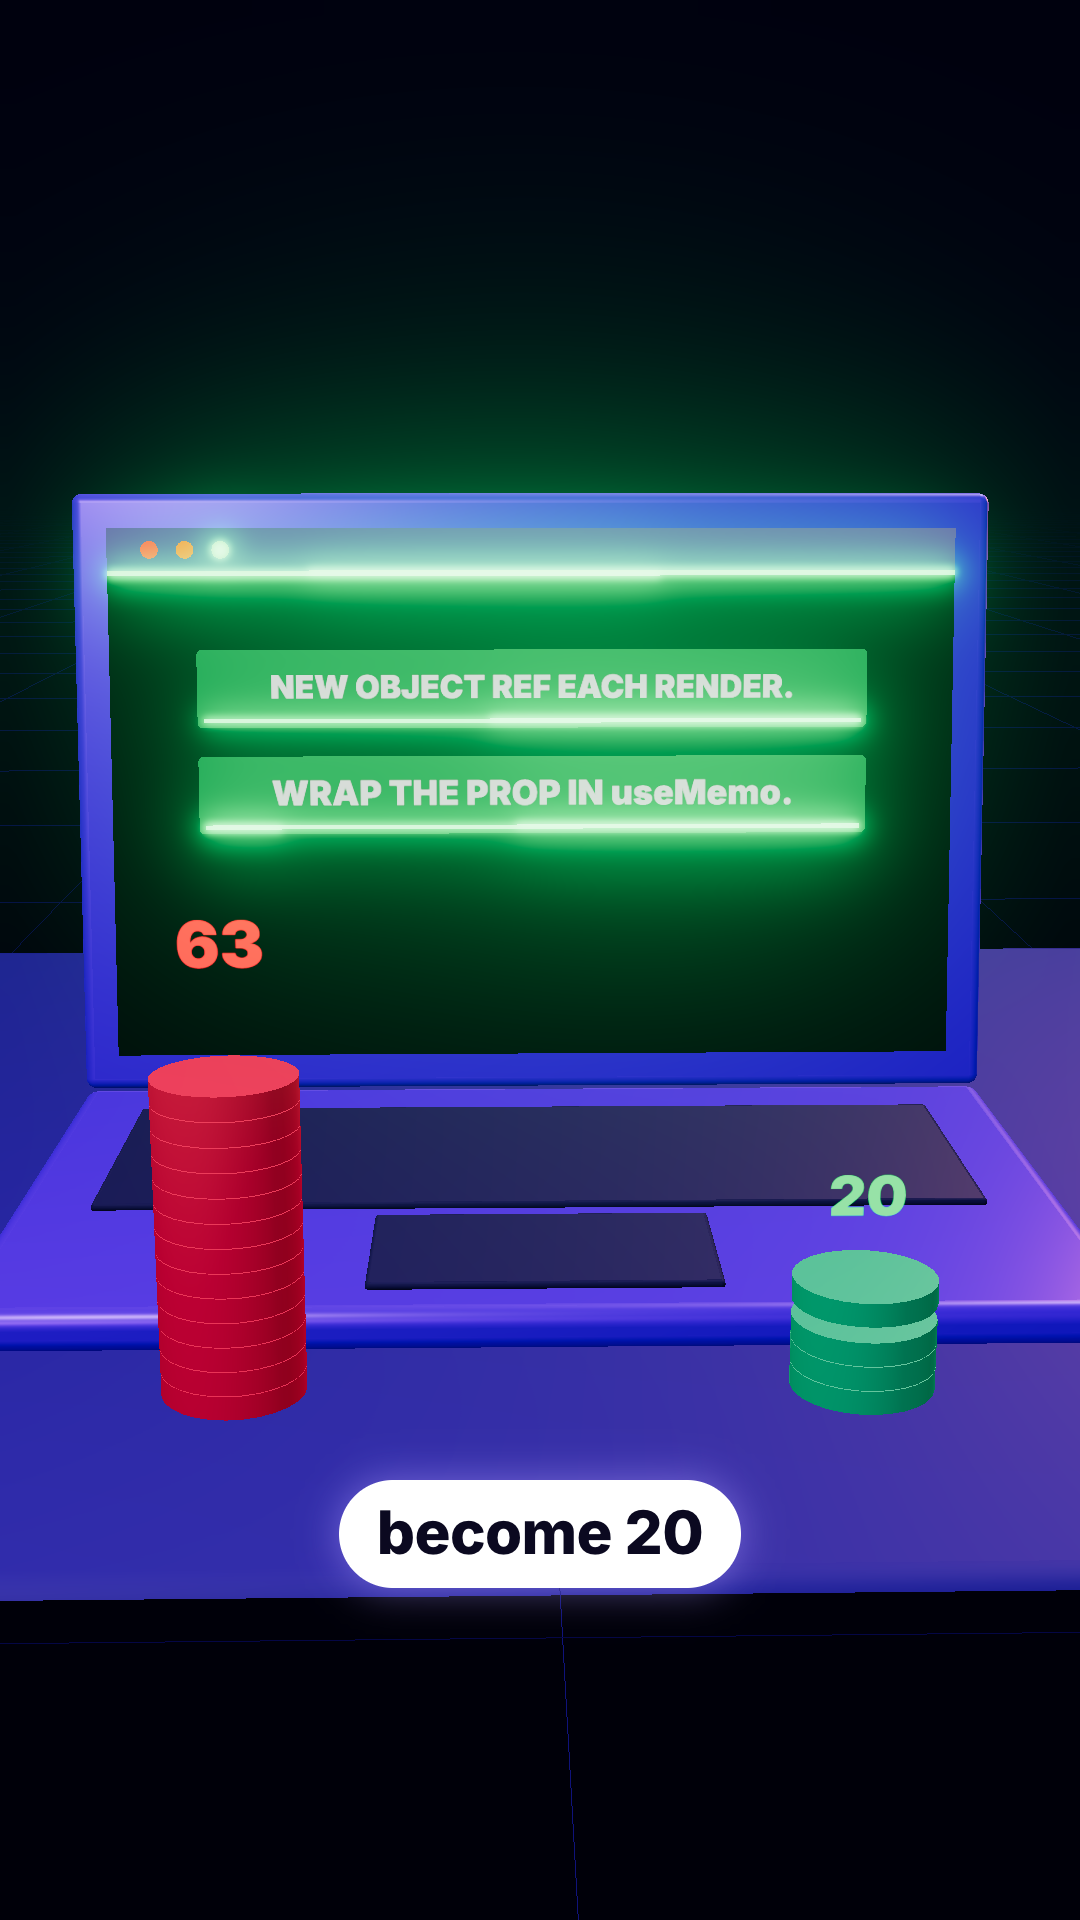 NEW OBJECT REF EACH RENDER.
WRAP THE PROP IN useMemo.
63
20
become 20